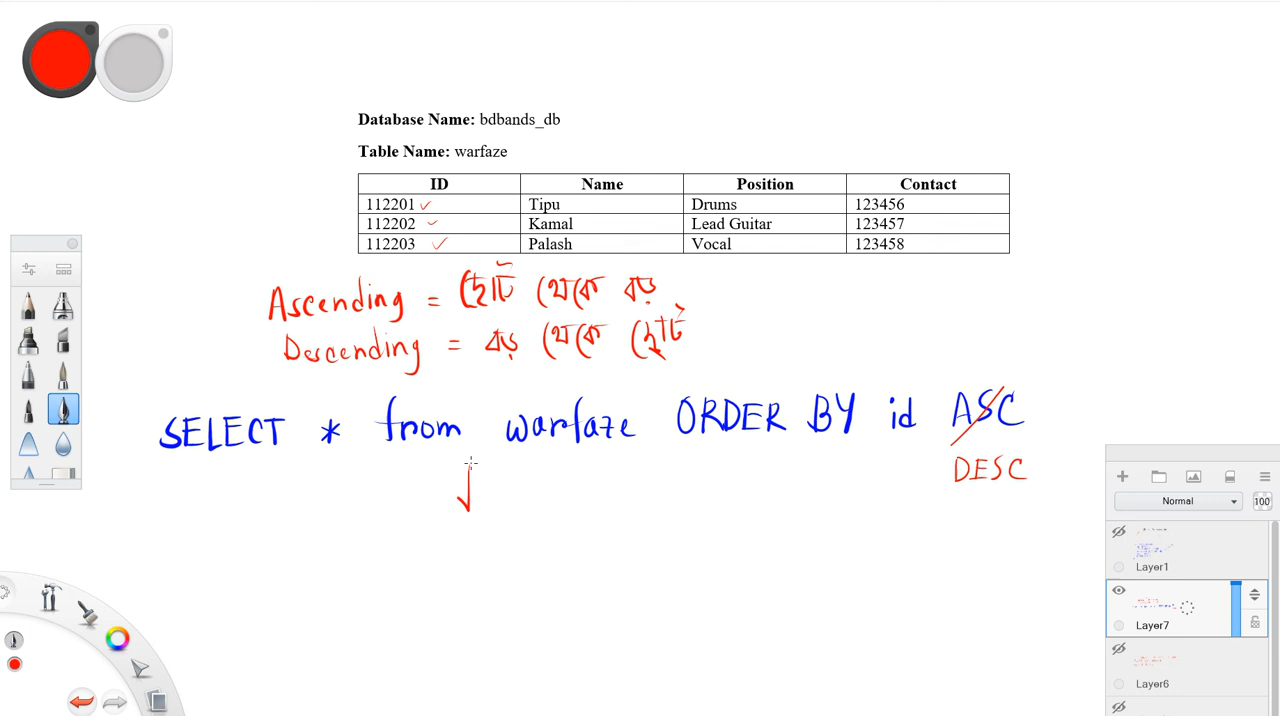 Database Name: bdbands_db
Table Name: warfaze
ID Name Position Contact
112201 Tipu Drums 123456
112202 Kamal Lead Guitar 123457
112203 Palash Vocal 123458
Ascending = ছোট থেকে বড়
Descending = বড় থেকে ছোট
SELECT * from warfaze ORDER BY id ASC
DESC
Normal 100
Layer1
Layer7
Layer6